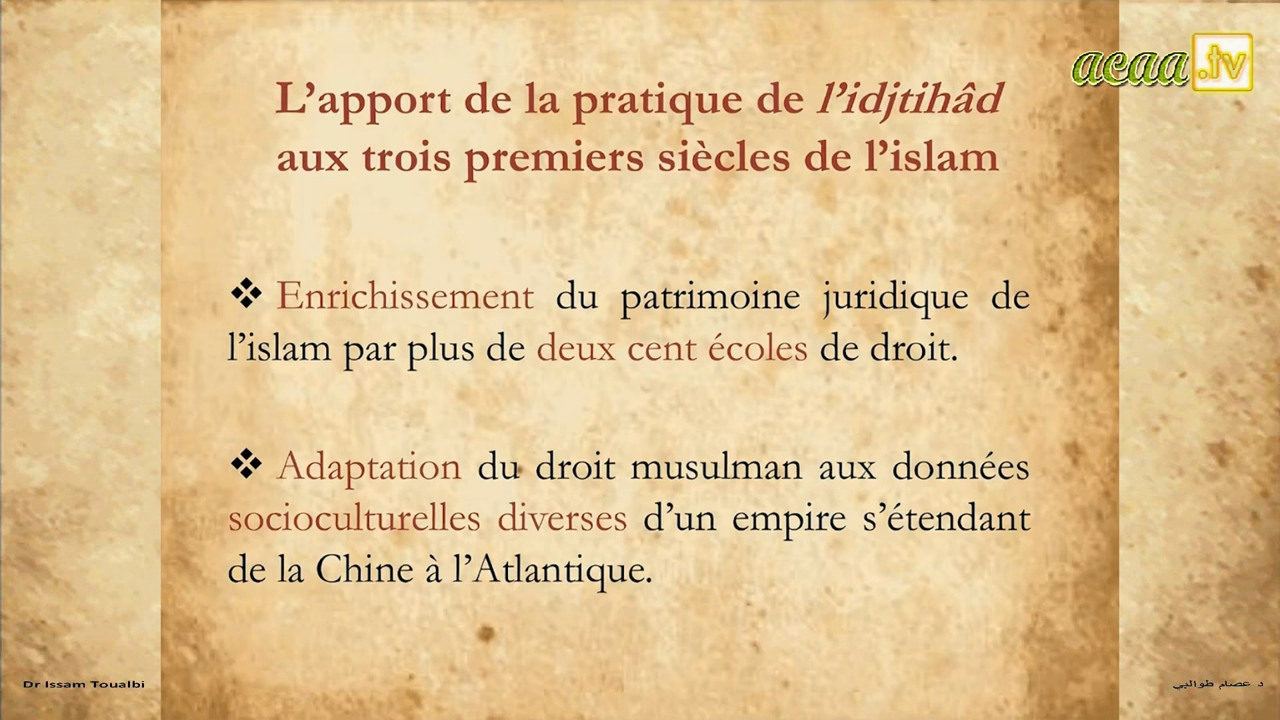 aeaa.tv
L’apport de la pratique de l’idjtihâd
aux trois premiers siècles de l’islam
❖ Enrichissement du patrimoine juridique de
l’islam par plus de deux cent écoles de droit.
❖ Adaptation du droit musulman aux données
socioculturelles diverses d’un empire s’étendant
de la Chine à l’Atlantique.
Dr Issam Toualbi
د عصام طوالبي